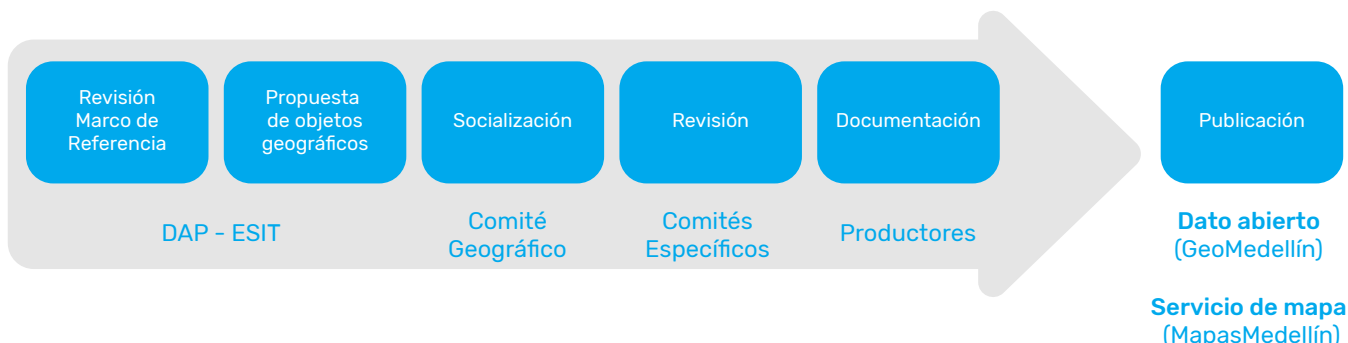 Revisión
Marco de
Referencia
Propuesta
de objetos
geográficos
Socialización
Revisión
Documentación
Publicación
DAP - ESIT
Comité
Geográfico
Comités
Específicos
Productores
Dato abierto
(GeoMedellín)
Servicio de mapa
(MapasMedellín)